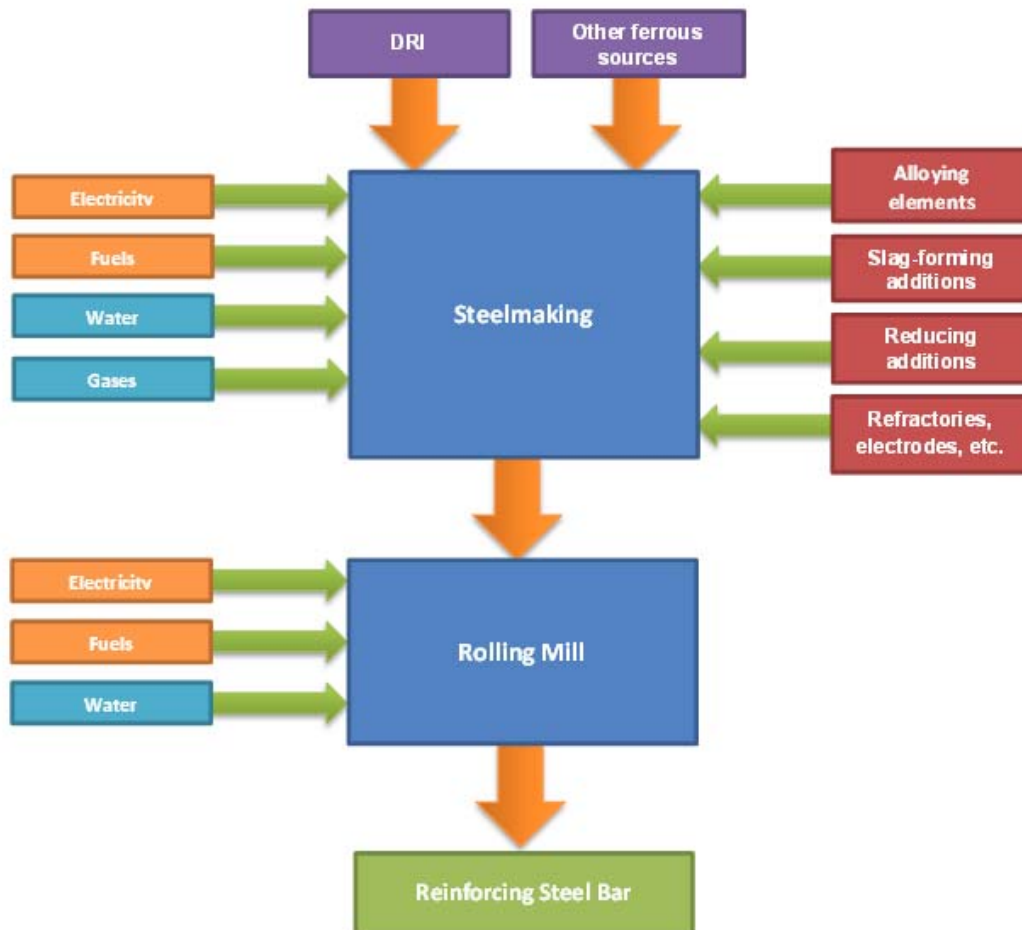 DRI
Other ferrous
sources
Electricity
Fuels
Water
Gases
Steelmaking
Alloying
elements
Slag-forming
additions
Reducing
additions
Refractories,
electrodes, etc.
Electricity
Fuels
Water
Rolling Mill
Reinforcing Steel Bar